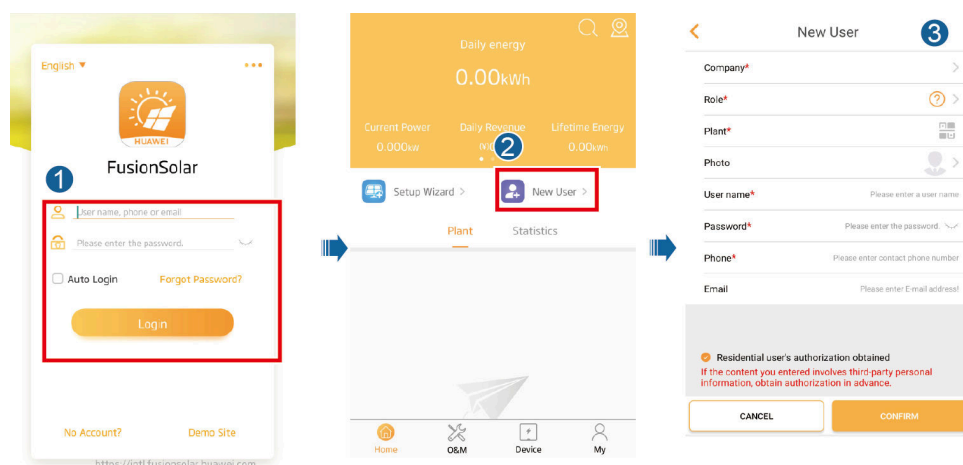 English ▼
HUAWEI
FusionSolar
1
User name, phone or email
Please enter the password.
Auto Login
Forgot Password?
Login
No Account?
Demo Site
https://intl.fusionsolar.huawei.com
Daily energy
0.00kWh
Current Power
Daily Revenue
Lifetime Energy
0.000kW
0.00kWh
2
Setup Wizard >
New User >
Plant
Statistics
Home
O&M
Device
My
New User
3
Company*
Role*
Plant*
Photo
User name*
Please enter a user name
Password*
Please enter the password.
Phone*
Please enter contact phone number
Email
Please enter E-mail address!
Residential user's authorization obtained
If the content you entered involves third-party personal
information, obtain authorization in advance.
CANCEL
CONFIRM